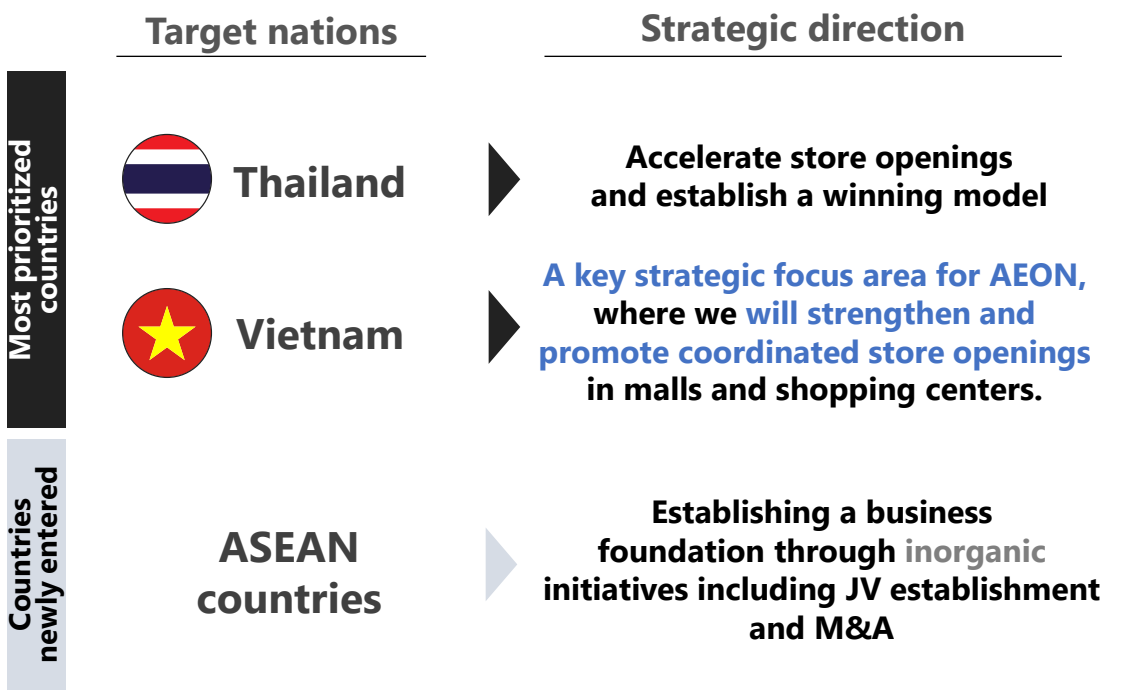 Target nations
Strategic direction
Most prioritized
countries
Thailand
Accelerate store openings
and establish a winning model
Vietnam
A key strategic focus area for AEON,
where we will strengthen and
promote coordinated store openings
in malls and shopping centers.
Countries
newly entered
ASEAN
countries
Establishing a business
foundation through inorganic
initiatives including JV establishment
and M&A